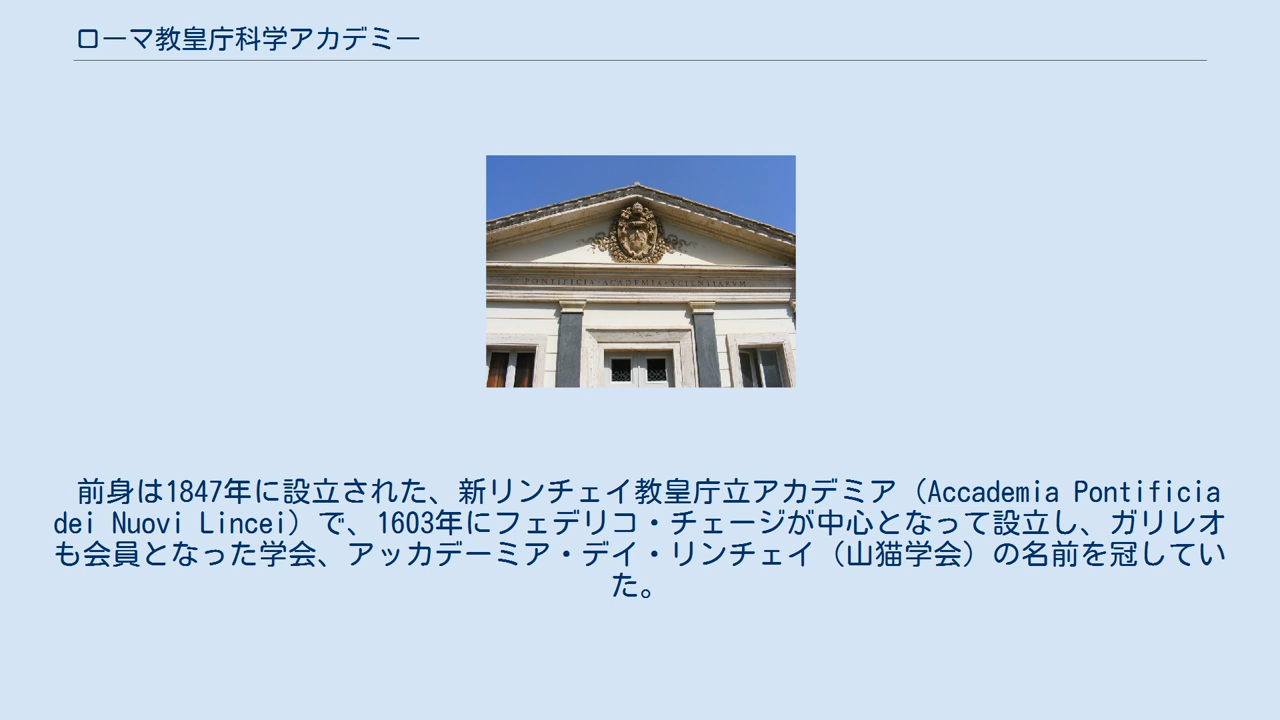 ローマ教皇庁科学アカデミー
PONTIFICIA·ACADEMIA·SCIENTIARVM
前身は1847年に設立された、新リンチェイ教皇庁立アカデミア（Accademia Pontificia
dei Nuovi Lincei）で、1603年にフェデリコ・チェージが中心となって設立し、ガリレオ
も会員となった学会、アッカデーミア・デイ・リンチェイ（山猫学会）の名前を冠してい
た。